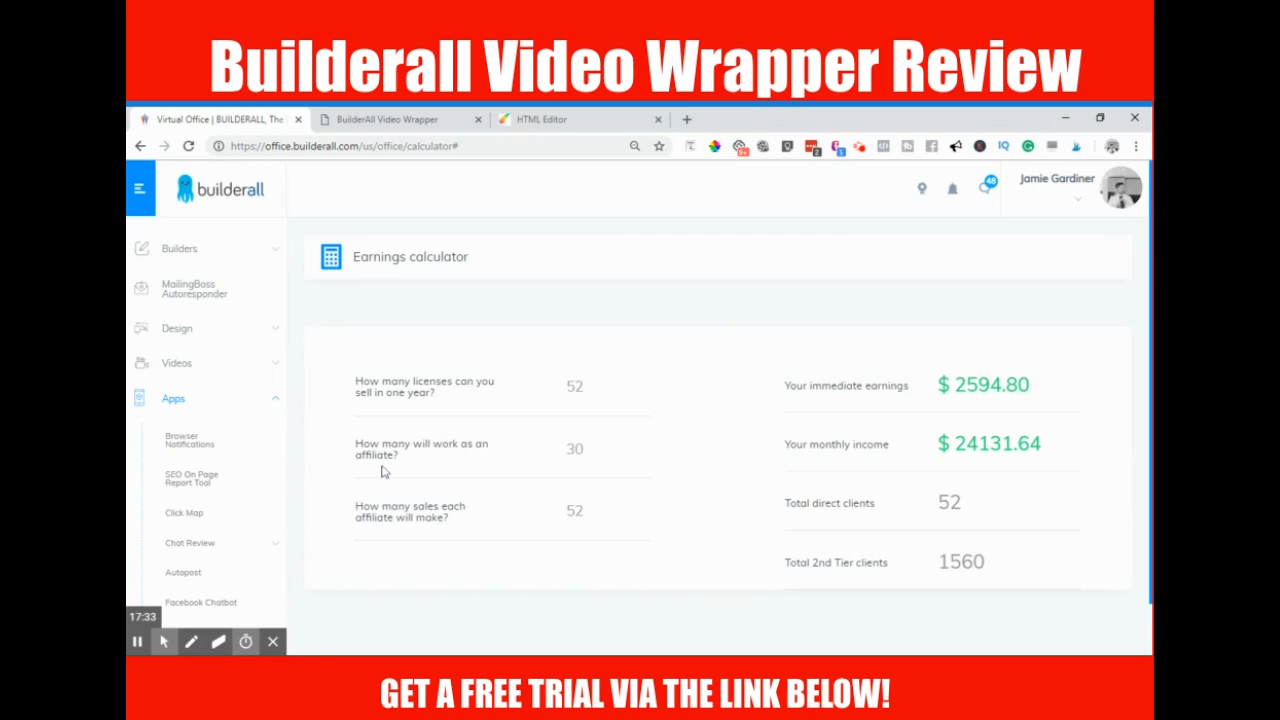 Builderall Video Wrapper Review
Virtual Office | BUILDERALL, The
BuilderAll Video Wrapper
HTML Editor
https://office.builderall.com/us/office/calculator#
builderall
48
Jamie Gardiner
Builders
MailingBoss
Autoresponder
Design
Videos
Apps
Browser
Notifications
SEO On Page
Report Tool
Click Map
Chat Review
Autopost
Facebook Chatbot
Earnings calculator
How many licenses can you
sell in one year?
52
How many will work as an
affiliate?
30
How many sales each
affiliate will make?
52
Your immediate earnings
$ 2594.80
Your monthly income
$ 24131.64
Total direct clients
52
Total 2nd Tier clients
1560
17:33
GET A FREE TRIAL VIA THE LINK BELOW!